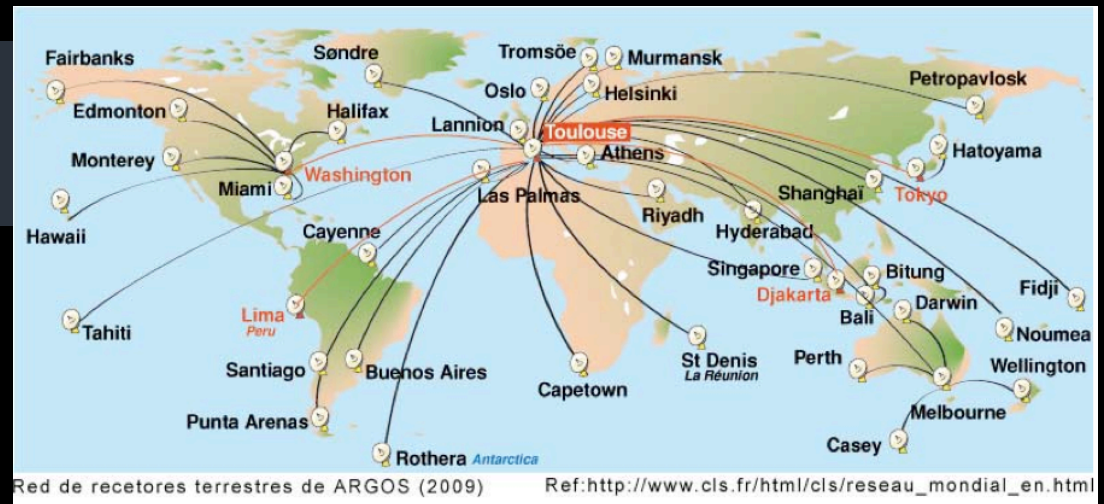 Fairbanks
Søndre
Tromsöe
Murmansk
Petropavlosk
Edmonton
Halifax
Oslo
Helsinki
Lannion
Toulouse
Hatoyama
Monterey
Washington
Athens
Shanghaï
Tokyo
Miami
Las Palmas
Riyadh
Hyderabad
Hawaii
Cayenne
Singapore
Bitung
Djakarta
Darwin
Fidji
Lima
Peru
Bali
Tahiti
Noumea
Santiago
Buenos Aires
St Denis
La Réunion
Perth
Wellington
Capetown
Punta Arenas
Melbourne
Casey
Rothera Antarctica
Red de recetores terrestres de ARGOS (2009) Ref:http://www.cls.fr/html/cls/reseau_mondial_en.html